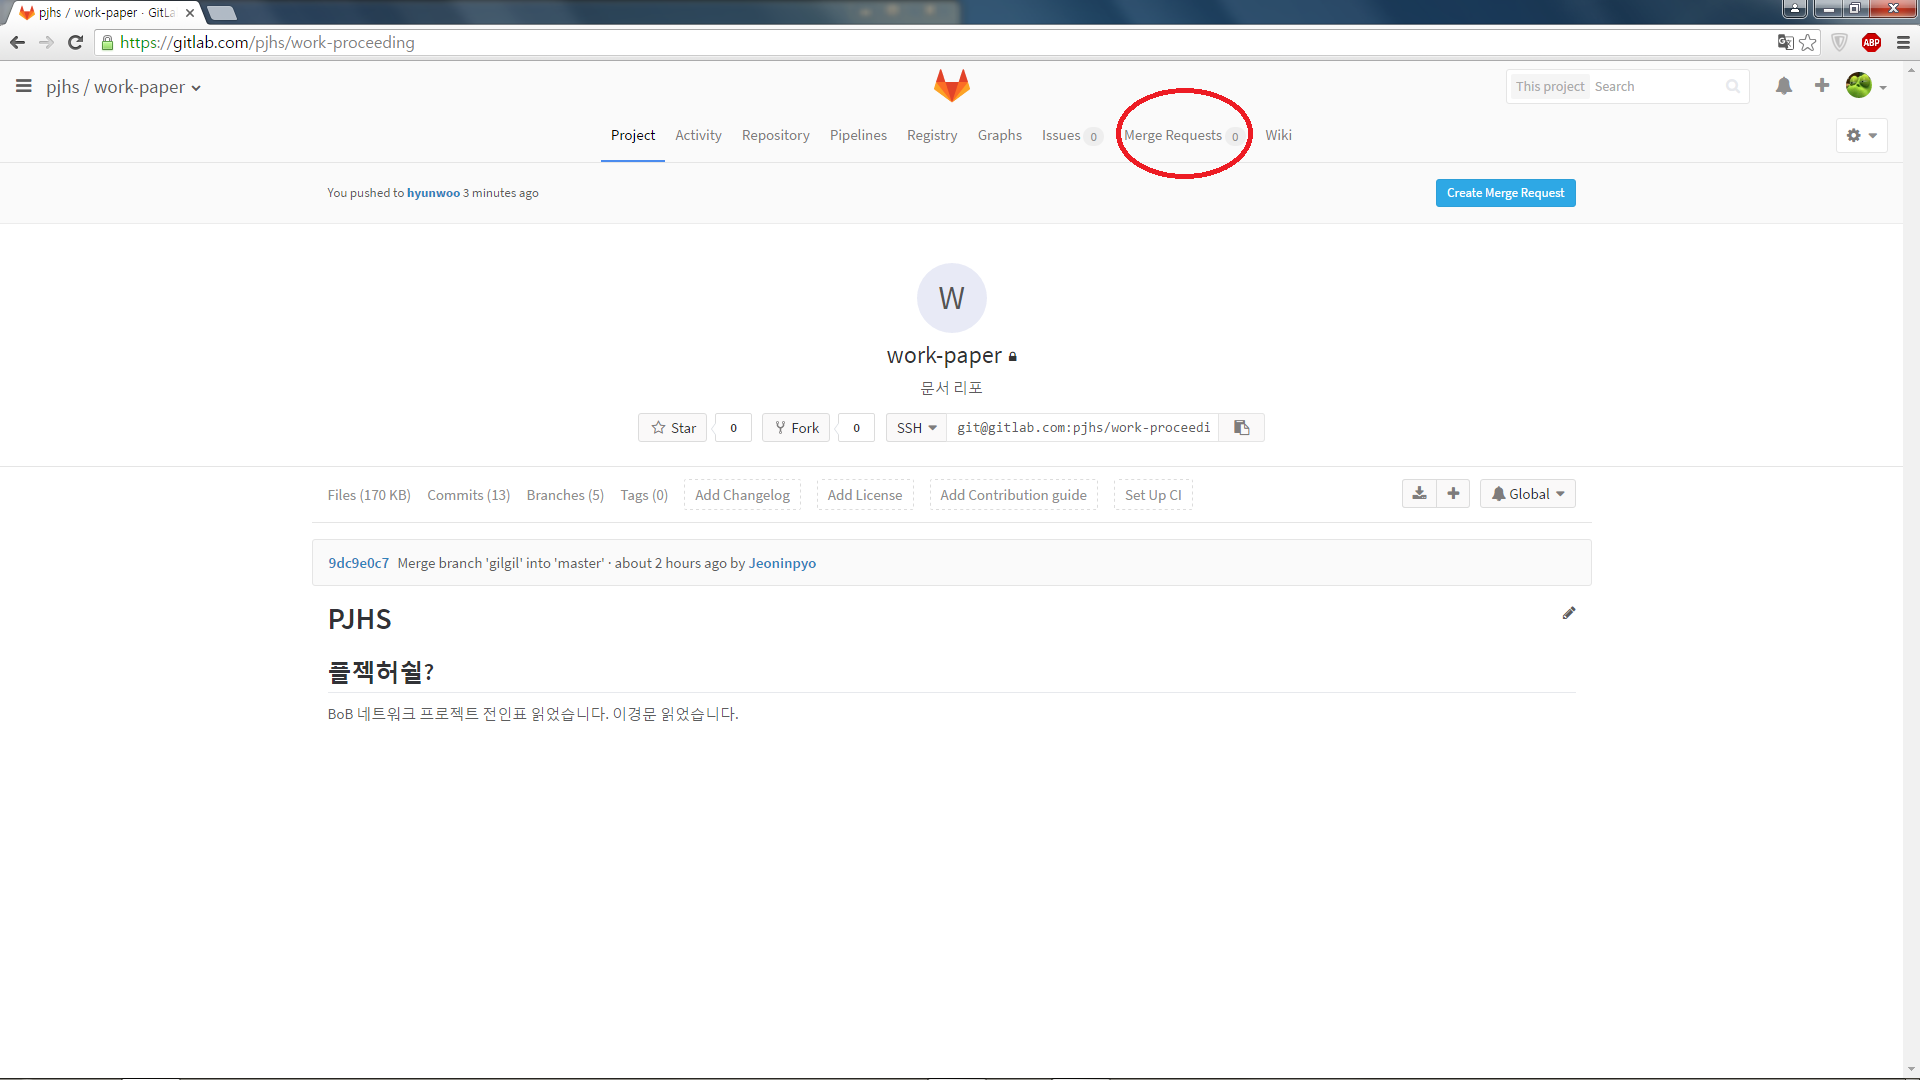 pjhs / work-paper · GitLa
https://gitlab.com/pjhs/work-proceeding
ABP
pjhs / work-paper
This project Search
Project Activity Repository Pipelines Registry Graphs Issues 0 Merge Requests 0 Wiki
You pushed to hyunwoo 3 minutes ago
Create Merge Request
W
work-paper
문서 리포
Star 0 Fork 0 SSH git@gitlab.com:pjhs/work-proceedi
Files (170 KB) Commits (13) Branches (5) Tags (0) Add Changelog Add License Add Contribution guide Set Up CI Global
9dc9e0c7 Merge branch 'gilgil' into 'master' · about 2 hours ago by Jeoninpyo
PJHS
플젝허쉴?
BoB 네트워크 프로젝트 전인표 읽었습니다. 이경문 읽었습니다.